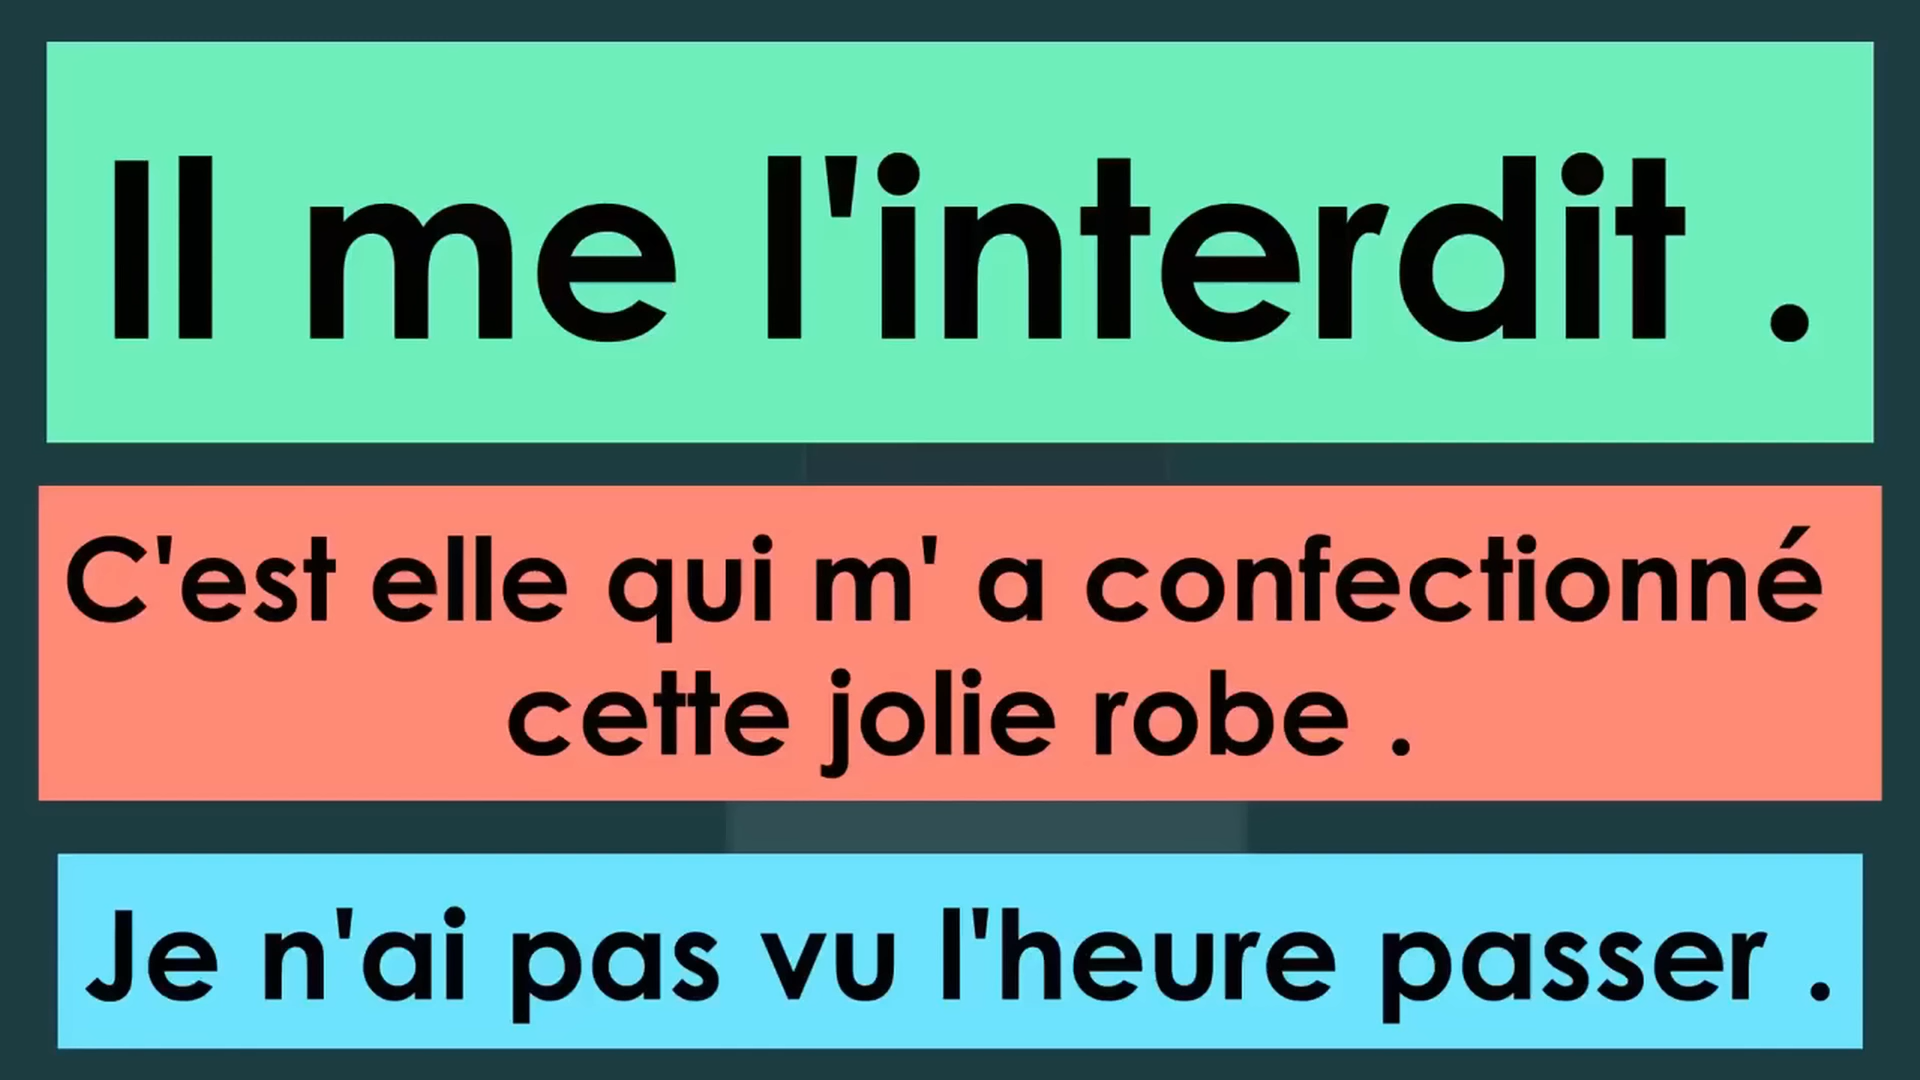 Il me l'interdit .
C'est elle qui m' a confectionné
cette jolie robe .
Je n'ai pas vu l'heure passer .